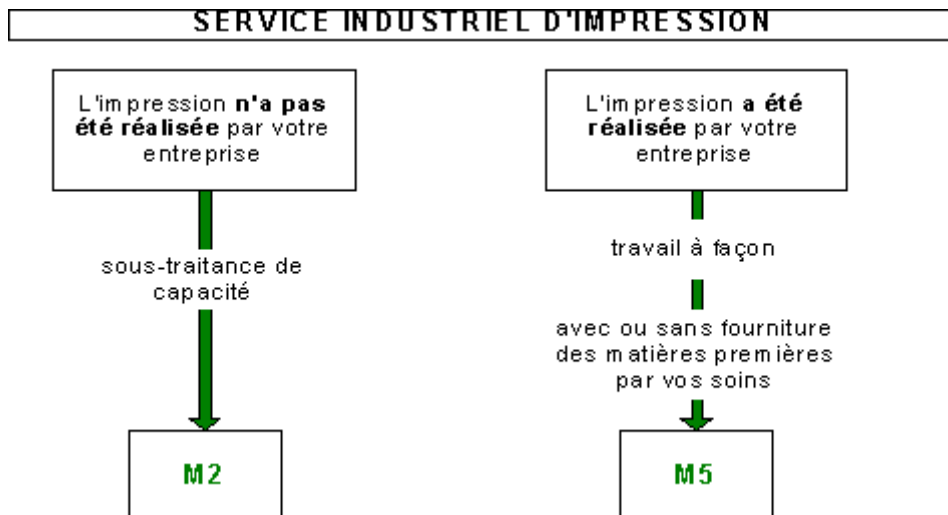 SERVICE INDUSTRIEL D'IMPRESSION
L'impression n'a pas
été réalisée par votre
entreprise
sous-traitance de
capacité
M2
L'impression a été
réalisée par votre
entreprise
travail à façon
avec ou sans fourniture
des matières premières
par vos soins
M5